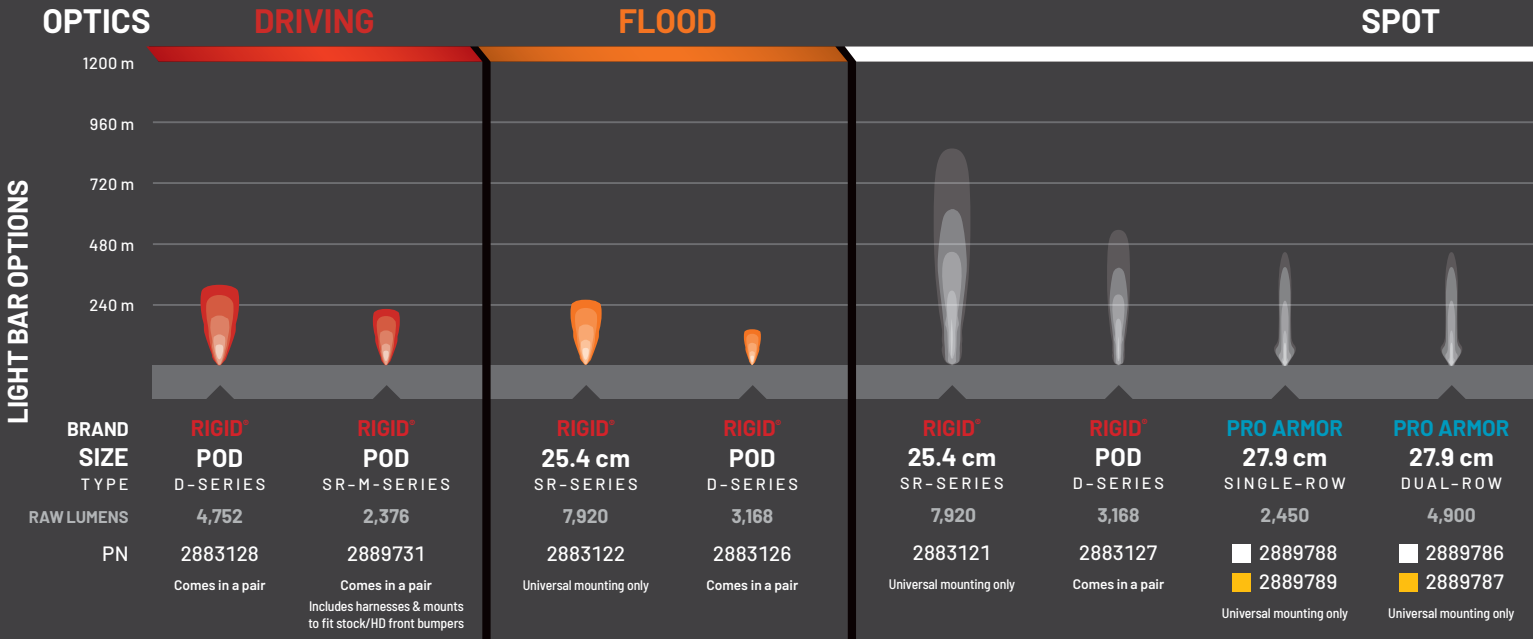 OPTICS DRIVING FLOOD SPOT
LIGHT BAR OPTIONS
1200 m
960 m
720 m
480 m
240 m
BRAND RIGID® RIGID® RIGID® RIGID® RIGID® RIGID® PRO ARMOR PRO ARMOR
SIZE POD POD 25.4 cm POD 25.4 cm POD 27.9 cm 27.9 cm
TYPE D-SERIES SR-M-SERIES SR-SERIES D-SERIES SR-SERIES D-SERIES SINGLE-ROW DUAL-ROW
RAW LUMENS 4,752 2,376 7,920 3,168 7,920 3,168 2,450 4,900
PN 2883128 2889731 2883122 2883126 2883121 2883127 2889788 2889786
2889789 2889787
Comes in a pair Comes in a pair Universal mounting only Comes in a pair Universal mounting only Comes in a pair
Includes harnesses & mounts
to fit stock/HD front bumpers
Universal mounting only Universal mounting only